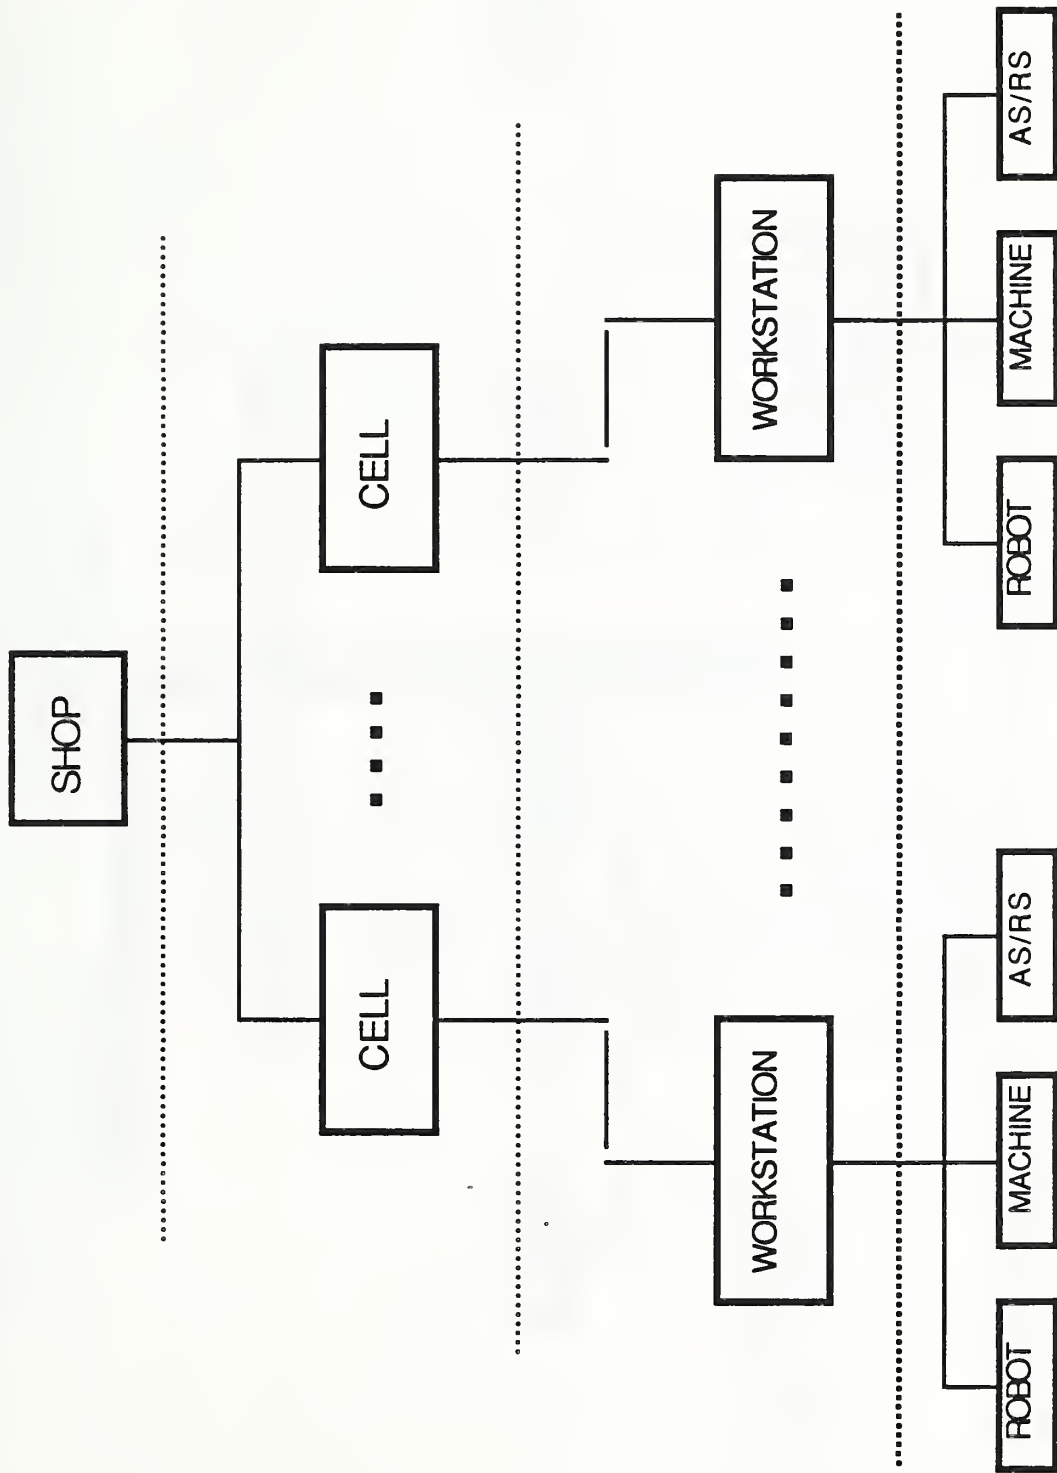 SHOP
CELL
CELL
WORKSTATION
WORKSTATION
ROBOT
MACHINE
AS/RS
ROBOT
MACHINE
AS/RS